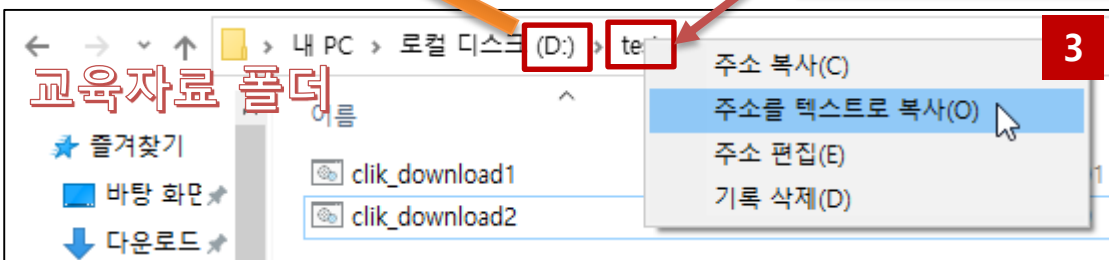 내 PC > 로컬 디스크 (D:) > te
3
교육자료 폴더
이름
즐겨찾기
바탕 화면
다운로드
clik_download1
clik_download2
주소 복사(C)
주소를 텍스트로 복사(O)
주소 편집(E)
기록 삭제(D)
1